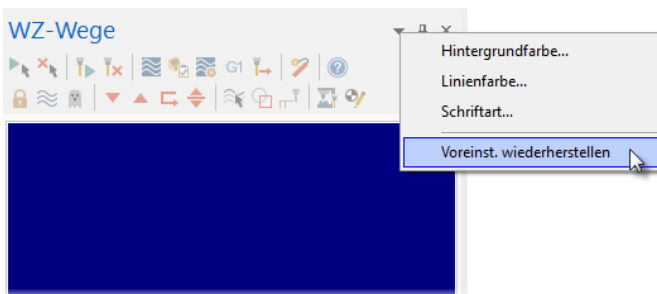 WZ-Wege
G1
Hintergrundfarbe...
Linienfarbe...
Schriftart...
Voreinst. wiederherstellen